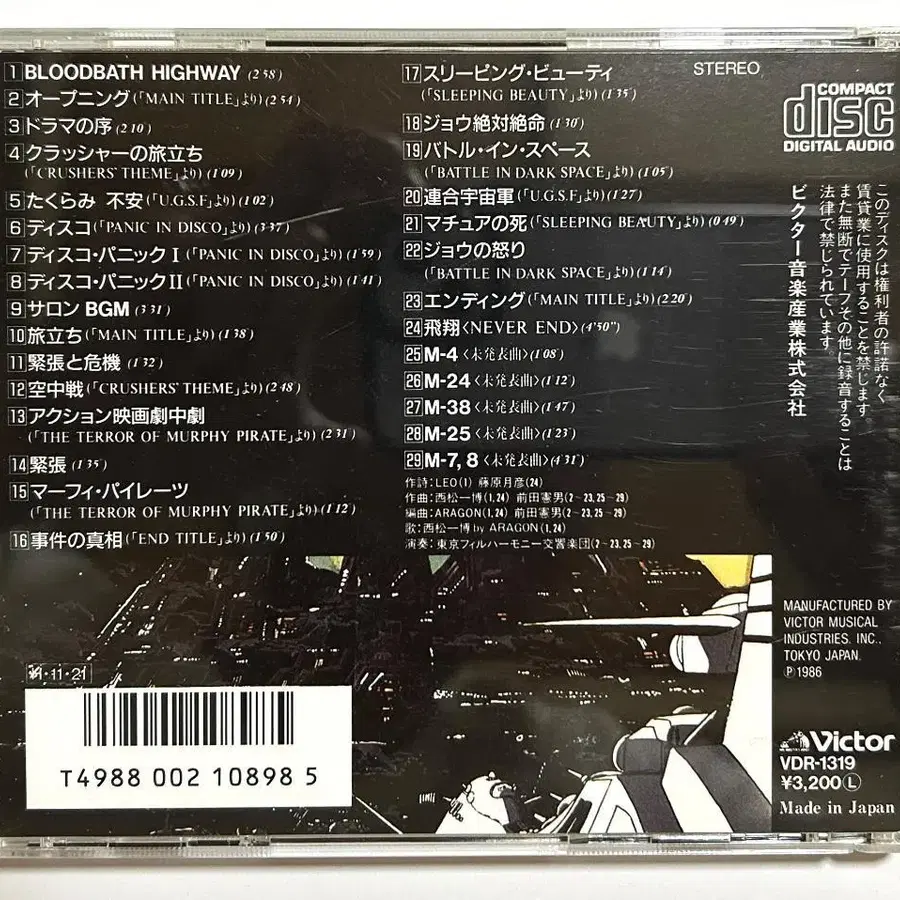 1 BLOODBATH HIGHWAY (2'58")
2 オープニング(「MAIN TITLE」より)(2'54")
3 ドラマの序 (2'10")
4 クラッシャーの旅立ち
(「CRUSHERS' THEME」より) (1'09")
5 たくらみ 不安(「U.G.S.F」より)(1'02")
6 ディスコ(「PANIC IN DISCO」より)(3'37")
7 ディスコ・パニック I (「PANIC IN DISCO」より)(1'59")
8 ディスコ・パニック II (「PANIC IN DISCO」より)(1'41")
9 サロン BGM (3'31")
10 旅立ち(「MAIN TITLE」より)(1'38")
11 緊張と危機(1'32")
12 空中戦(「CRUSHERS' THEME」より)(2'48")
13 アクション映画劇中劇
(「THE TERROR OF MURPHY PIRATE」より)(2'31")
14 緊張 (1'35")
15 マーフィ・パイレーツ
(「THE TERROR OF MURPHY PIRATE」より)(1'12")
16 事件の真相(「END TITLE」より)(1'50")
17 スリーピング・ビューティ
(「SLEEPING BEAUTY」より)(1'35")
18 ジョウ絶対絶命 (1'30")
19 バトル・イン・スペース
(「BATTLE IN DARK SPACE」より)(1'05")
20 連合宇宙軍(「U.G.S.F」より)(1'27")
21 マチュアの死(「SLEEPING BEAUTY」より)(0'49")
22 ジョウの怒り
(「BATTLE IN DARK SPACE」より)(1'14")
23 エンディング(「MAIN TITLE」より)(2'20")
24 飛翔〈NEVER END〉(4'50")
25 M-4〈未発表曲〉(1'08")
26 M-24〈未発表曲〉(1'12")
27 M-38〈未発表曲〉(1'47")
28 M-25〈未発表曲〉(1'23")
29 M-7, 8〈未発表曲〉(4'31")
作詩:LEO(1) 藤原月彦(24)
作曲:西松一博(1,24) 前田憲男(2~23,25~29)
編曲:ARAGON(1,24) 前田憲男(2~23,25~29)
歌:西松一博 by ARAGON(1,24)
演奏:東京フィルハーモニー交響楽団(2~23,25~29)
STEREO
COMPACT
disc
DIGITAL AUDIO
このディスクは権利者の許諾なく
賃貸業に使用することを禁じます。
また無断でテープその他に録音することは
法律で禁じられています。
ビクター音楽産業株式会社
MANUFACTURED BY
VICTOR MUSICAL
INDUSTRIES. INC.,
TOKYO JAPAN.
Ⓟ1986
Victor
VDR-1319
¥3,200Ⓛ
Made in Japan
・11・21
T4988 002 10898 5